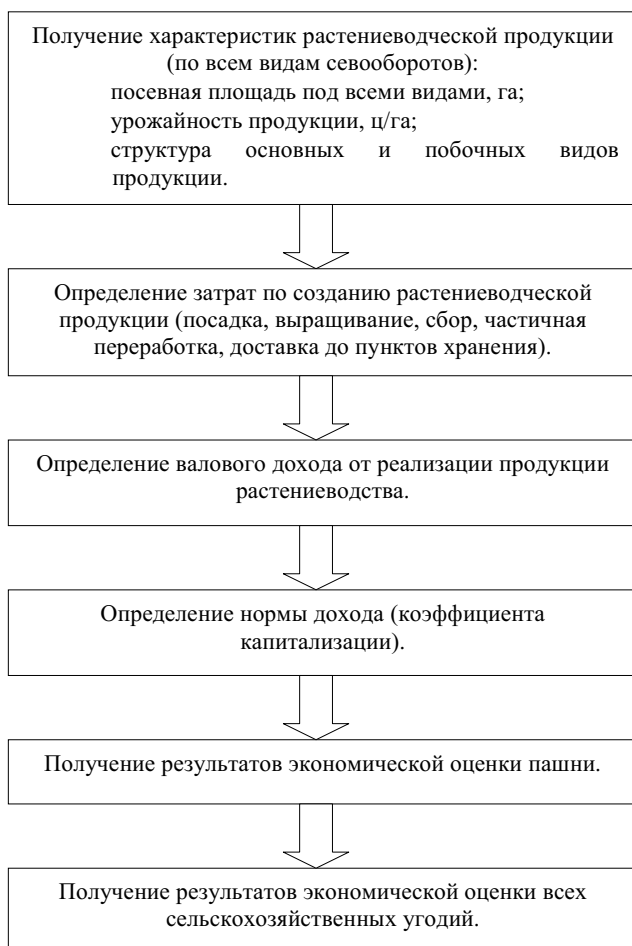 Получение характеристик растениеводческой продукции
(по всем видам севооборотов):
посевная площадь под всеми видами, га;
урожайность продукции, ц/га;
структура основных и побочных видов
продукции.
Определение затрат по созданию растениеводческой
продукции (посадка, выращивание, сбор, частичная
переработка, доставка до пунктов хранения).
Определение валового дохода от реализации продукции
растениеводства.
Определение нормы дохода (коэффициента
капитализации).
Получение результатов экономической оценки пашни.
Получение результатов экономической оценки всех
сельскохозяйственных угодий.